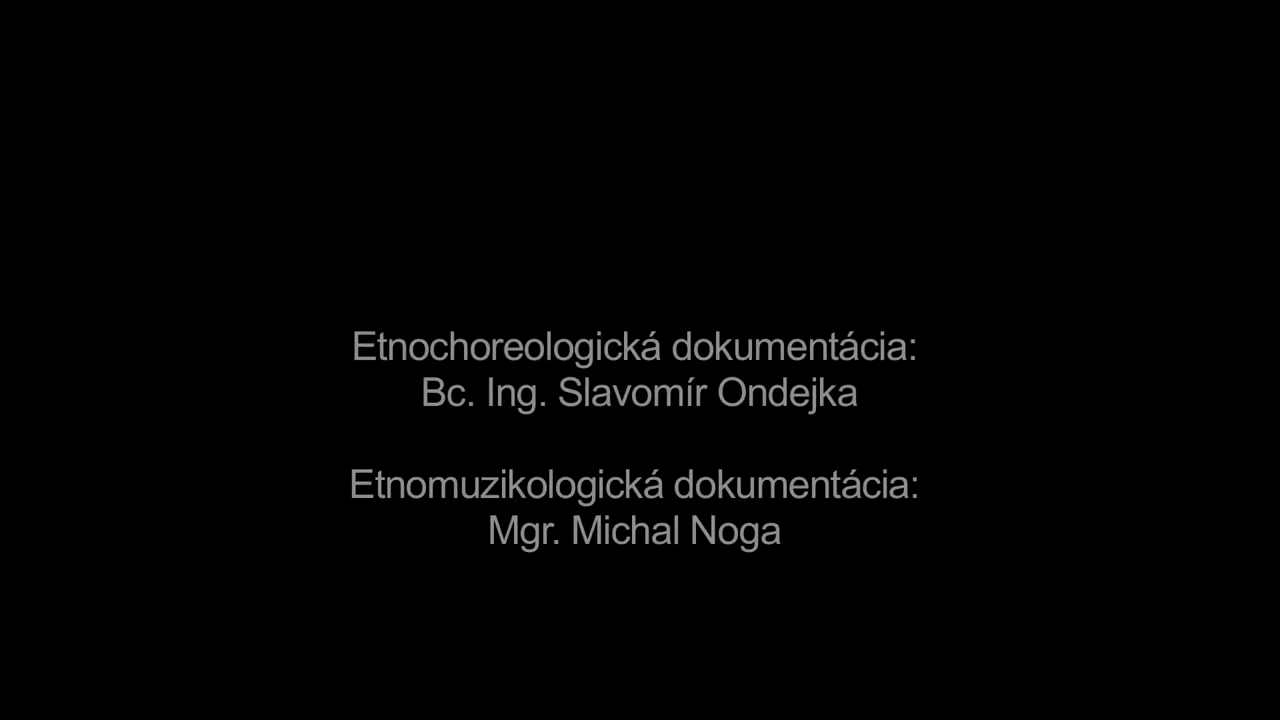 Etnochoreologická dokumentácia:
Bc. Ing. Slavomír Ondejka
Etnomuzikologická dokumentácia:
Mgr. Michal Noga